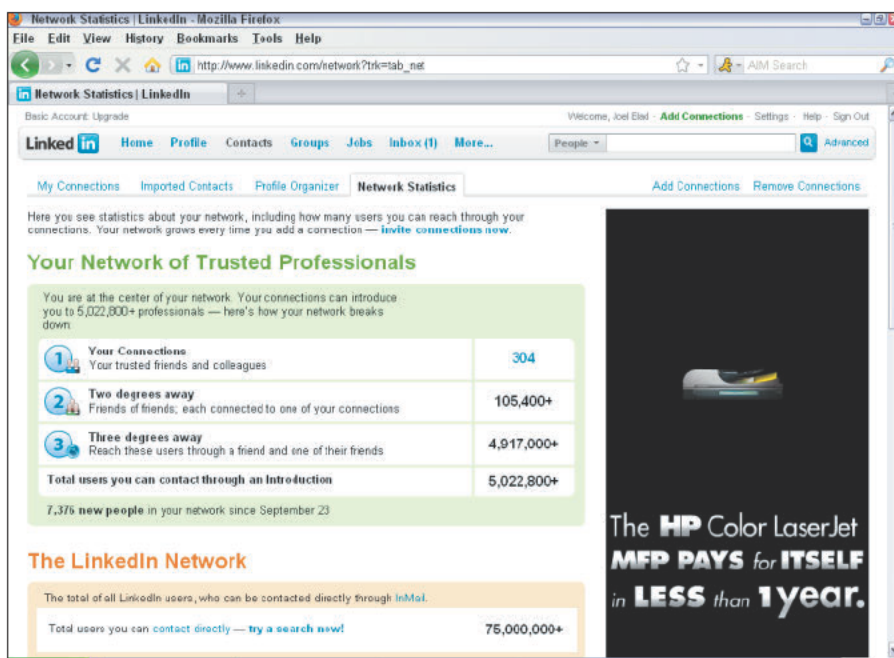 Network Statistics | LinkedIn - Mozilla Firefox
File Edit View History Bookmarks Tools Help
http://www.linkedin.com/network?trk=tab_net
AIM Search
Network Statistics | LinkedIn
Basic Account: Upgrade
Welcome, Joel Elad · Add Connections · Settings · Help · Sign Out
Linked in Home Profile Contacts Groups Jobs Inbox (1) More... People Advanced
My Connections Imported Contacts Profile Organizer Network Statistics Add Connections Remove Connections
Here you see statistics about your network, including how many users you can reach through your
connections. Your network grows every time you add a connection — invite connections now.
Your Network of Trusted Professionals
You are at the center of your network. Your connections can introduce
you to 5,022,800+ professionals — here's how your network breaks
down:
1 Your Connections
Your trusted friends and colleagues
304
2 Two degrees away
Friends of friends; each connected to one of your connections
105,400+
3 Three degrees away
Reach these users through a friend and one of their friends
4,917,000+
Total users you can contact through an Introduction 5,022,800+
7,376 new people in your network since September 23
The LinkedIn Network
The total of all LinkedIn users, who can be contacted directly through InMail.
Total users you can contact directly — try a search now! 75,000,000+
The HP Color LaserJet
MFP PAYS for ITSELF
in LESS than 1 year.